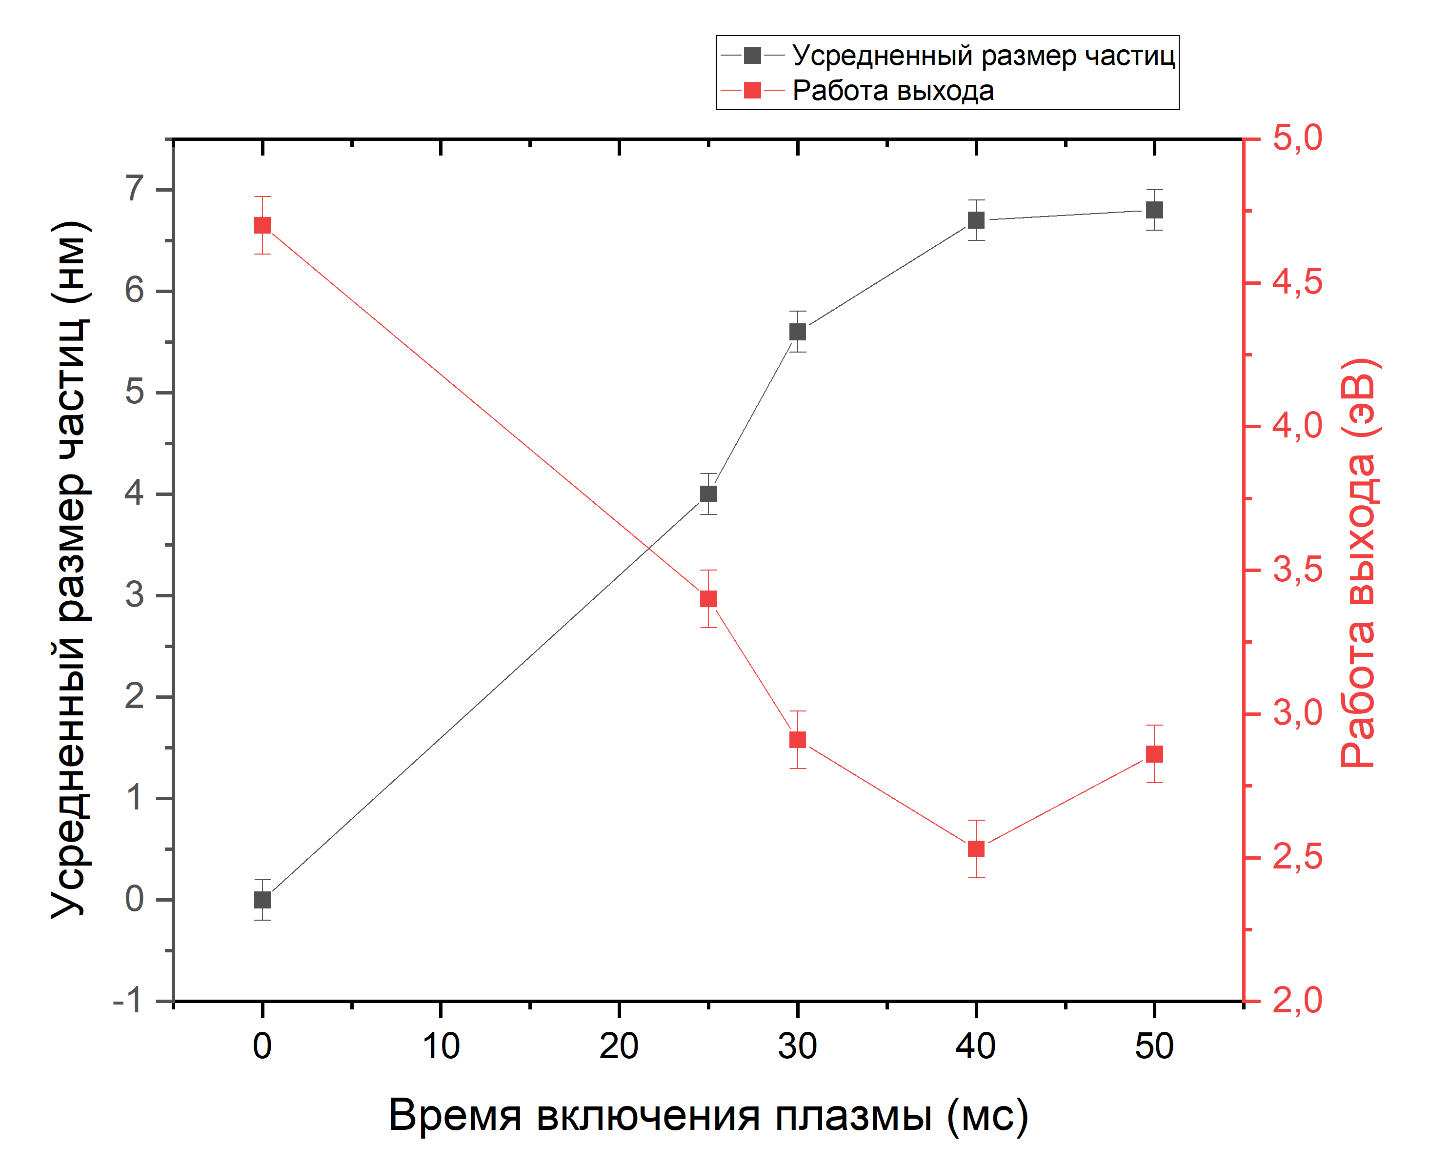 Усредненный размер частиц
Работа выхода
Усредненный размер частиц (нм)
7
6
5
4
3
2
1
0
-1
5,0
4,5
4,0
3,5
3,0
2,5
2,0
Работа выхода (эВ)
0 10 20 30 40 50
Время включения плазмы (мс)